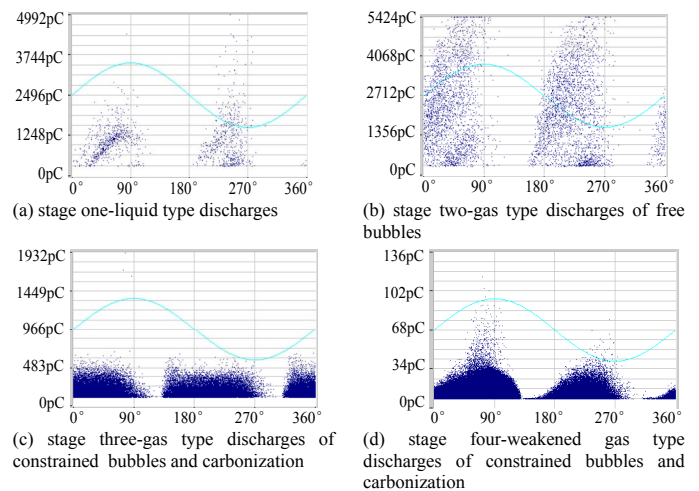 4992pC
3744pC
2496pC
1248pC
0pC
0° 90° 180° 270° 360°
(a) stage one-liquid type discharges
5424pC
4068pC
2712pC
1356pC
0pC
0° 90° 180° 270° 360°
(b) stage two-gas type discharges of free
bubbles
1932pC
1449pC
966pC
483pC
0pC
0° 90° 180° 270° 360°
(c) stage three-gas type discharges of
constrained bubbles and carbonization
136pC
102pC
68pC
34pC
0pC
0° 90° 180° 270° 360°
(d) stage four-weakened gas type
discharges of constrained bubbles and
carbonization